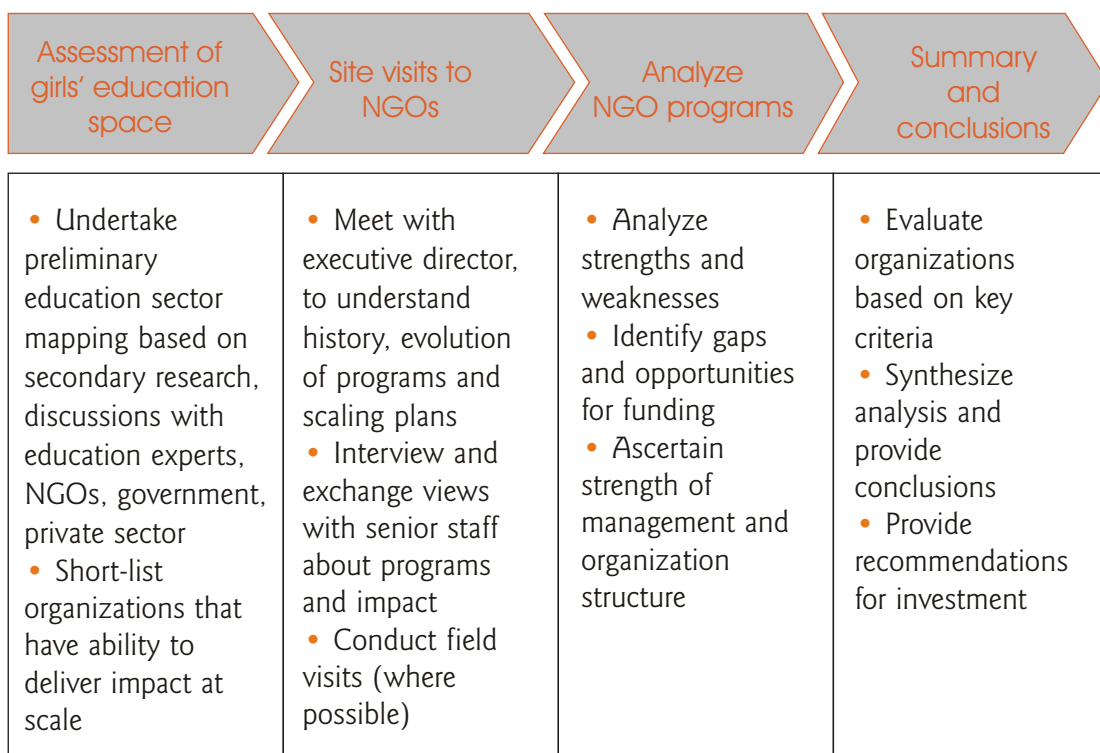 Assessment of
girls' education
space
Site visits to
NGOs
Analyze
NGO programs
Summary
and
conclusions
• Undertake
preliminary
education sector
mapping based on
secondary research,
discussions with
education experts,
NGOs, government,
private sector
• Short-list
organizations that
have ability to
deliver impact at
scale
• Meet with
executive director,
to understand
history, evolution
of programs and
scaling plans
• Interview and
exchange views
with senior staff
about programs
and impact
• Conduct field
visits (where
possible)
• Analyze
strengths and
weaknesses
• Identify gaps
and opportunities
for funding
• Ascertain
strength of
management and
organization
structure
• Evaluate
organizations
based on key
criteria
• Synthesize
analysis and
provide
conclusions
• Provide
recommendations
for investment